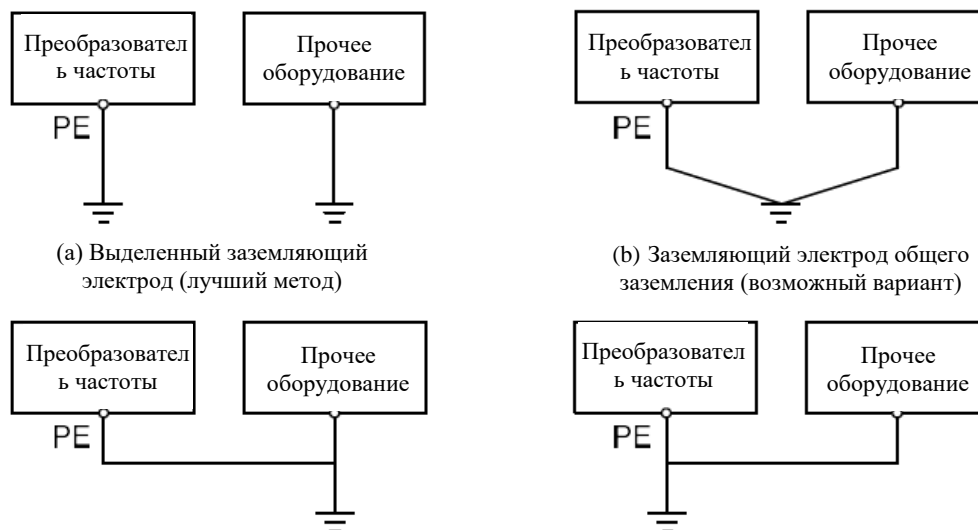 Преобразовател
ь частоты
Прочее
оборудование
PE
Преобразовател
ь частоты
Прочее
оборудование
PE
(a) Выделенный заземляющий
электрод (лучший метод)
(b) Заземляющий электрод общего
заземления (возможный вариант)
Преобразовател
ь частоты
Прочее
оборудование
PE
Преобразовател
ь частоты
Прочее
оборудование
PE